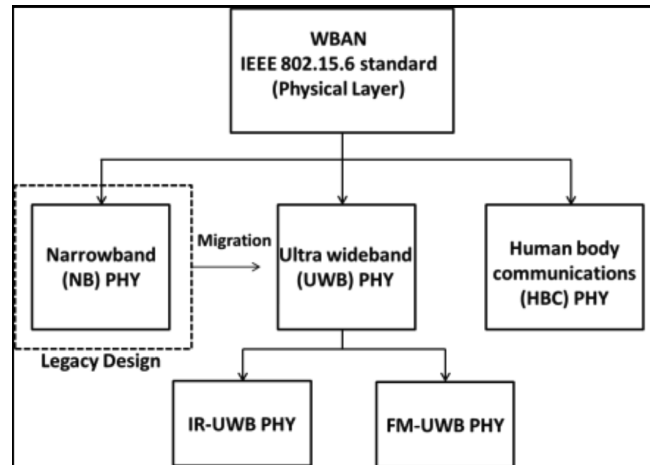 WBAN
IEEE 802.15.6 standard
(Physical Layer)
Narrowband
(NB) PHY
Migration
Ultra wideband
(UWB) PHY
Human body
communications
(HBC) PHY
Legacy Design
IR-UWB PHY
FM-UWB PHY